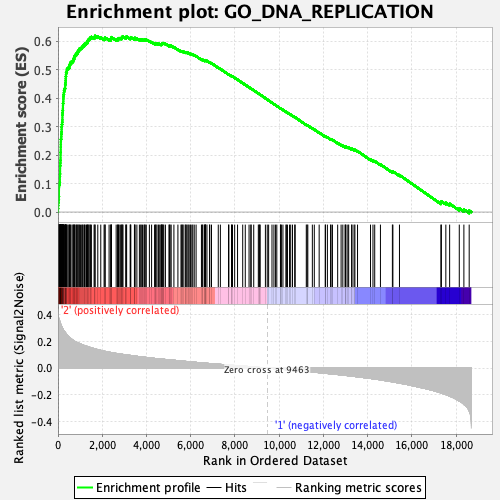 Enrichment plot: GO_DNA_REPLICATION
Enrichment score (ES)
0.6
0.5
0.4
0.3
0.2
0.1
0.0
Ranked list metric (Signal2Noise)
0.4
0.2
0.0
-0.2
-0.4
'2' (positively correlated)
Zero cross at 9463
'1' (negatively correlated)
0
2,000
4,000
6,000
8,000
10,000
12,000
14,000
16,000
18,000
Rank in Ordered Dataset
Enrichment profile
Hits
Ranking metric scores